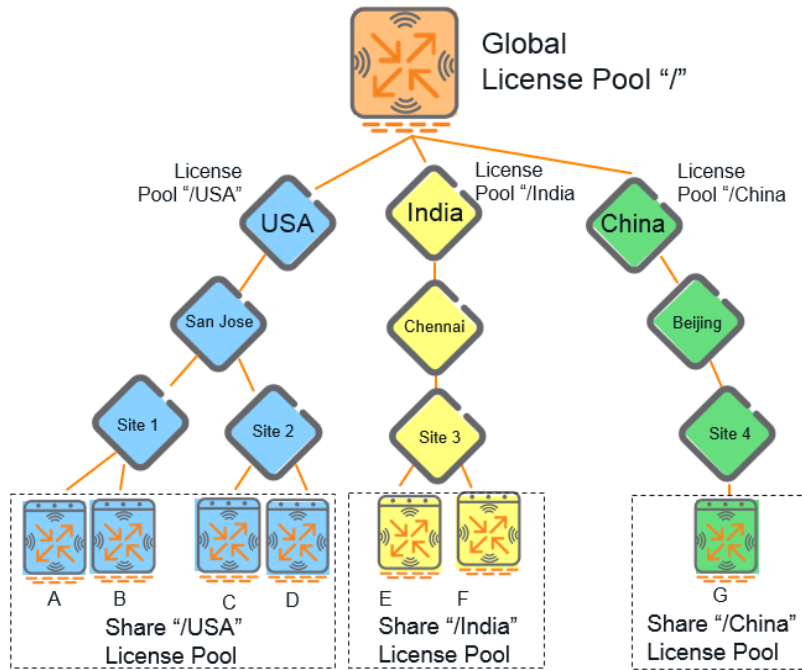 Global
License Pool “/”
License
Pool “/USA”
License
Pool “/India
License
Pool “/China
USA
India
China
San Jose
Chennai
Beijing
Site 1
Site 2
Site 3
Site 4
A
B
C
D
E
F
G
Share “/USA”
License Pool
Share “/India”
License Pool
Share “/China”
License Pool